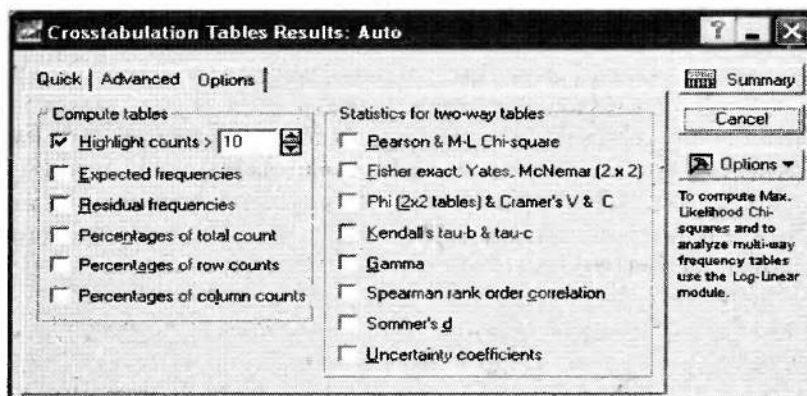 Crosstabulation Tables Results: Auto
Quick Advanced Options
Compute tables
Highlight counts > 10
Expected frequencies
Residual frequencies
Percentages of total count
Percentages of row counts
Percentages of column counts
Statistics for two-way tables
Pearson & M-L Chi-square
Fisher exact, Yates, McNemar (2 x 2)
Phi (2x2 tables) & Cramer's V & C
Kendall's tau-b & tau-c
Gamma
Spearman rank order correlation
Sommer's d
Uncertainty coefficients
Summary
Cancel
Options
To compute Max.
Likelihood Chi-
squares and to
analyze multi-way
frequency tables
use the Log-Linear
module.